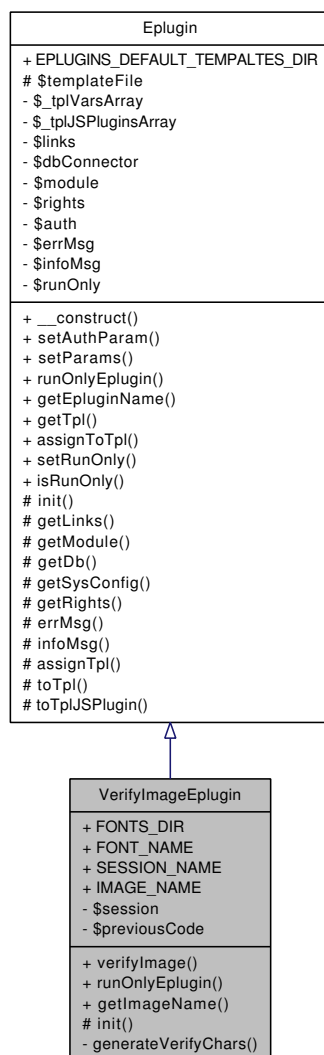 Eplugin
+ EPLUGINS_DEFAULT_TEMPALTES_DIR
# $templateFile
- $_tplVarsArray
- $_tplJSPluginsArray
- $links
- $dbConnector
- $module
- $rights
- $auth
- $errMsg
- $infoMsg
- $runOnly
+ __construct()
+ setAuthParam()
+ setParams()
+ runOnlyEplugin()
+ getEpluginName()
+ getTpl()
+ assignToTpl()
+ setRunOnly()
+ isRunOnly()
# init()
# getLinks()
# getModule()
# getDb()
# getSysConfig()
# getRights()
# errMsg()
# infoMsg()
# assignTpl()
# toTpl()
# toTplJSPlugin()
VerifyImageEplugin
+ FONTS_DIR
+ FONT_NAME
+ SESSION_NAME
+ IMAGE_NAME
- $session
- $previousCode
+ verifyImage()
+ runOnlyEplugin()
+ getImageName()
# init()
- generateVerifyChars()